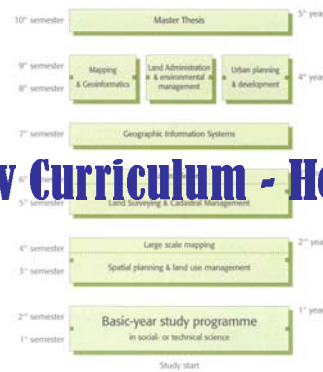 10th semester
Master Thesis
5th year
9th semester
8th semester
Mapping
& Geoinformatics
Land Administration
& environmental
management
Urban planning
& development
4th year
7th semester
Geographic Information Systems
Curriculum -
5th semester
Land Surveying & Cadastral Management
4th semester
Large scale mapping
2nd year
3rd semester
Spatial planning & land use management
2nd semester
Basic-year study programme
1st year
1st semester
in social- or technical science
Study start